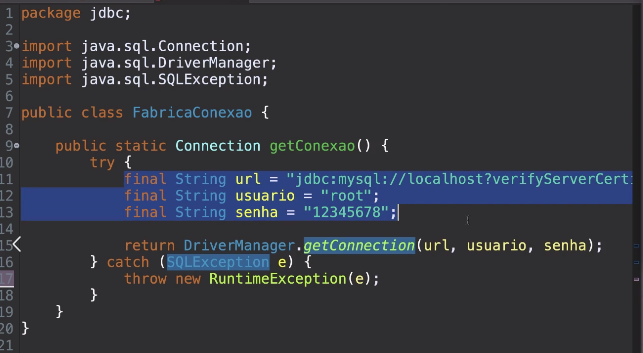 1 package jdbc;
2
3 import java.sql.Connection;
4 import java.sql.DriverManager;
5 import java.sql.SQLException;
6
7 public class FabricaConexao {
8
9 public static Connection getConexao() {
10 try {
11 final String url = "jdbc:mysql://localhost?verifyServerCerti
12 final String usuario = "root";
13 final String senha = "12345678";
14
15 return DriverManager.getConnection(url, usuario, senha);
16 } catch (SQLException e) {
17 throw new RuntimeException(e);
18 }
19 }
20 }
21